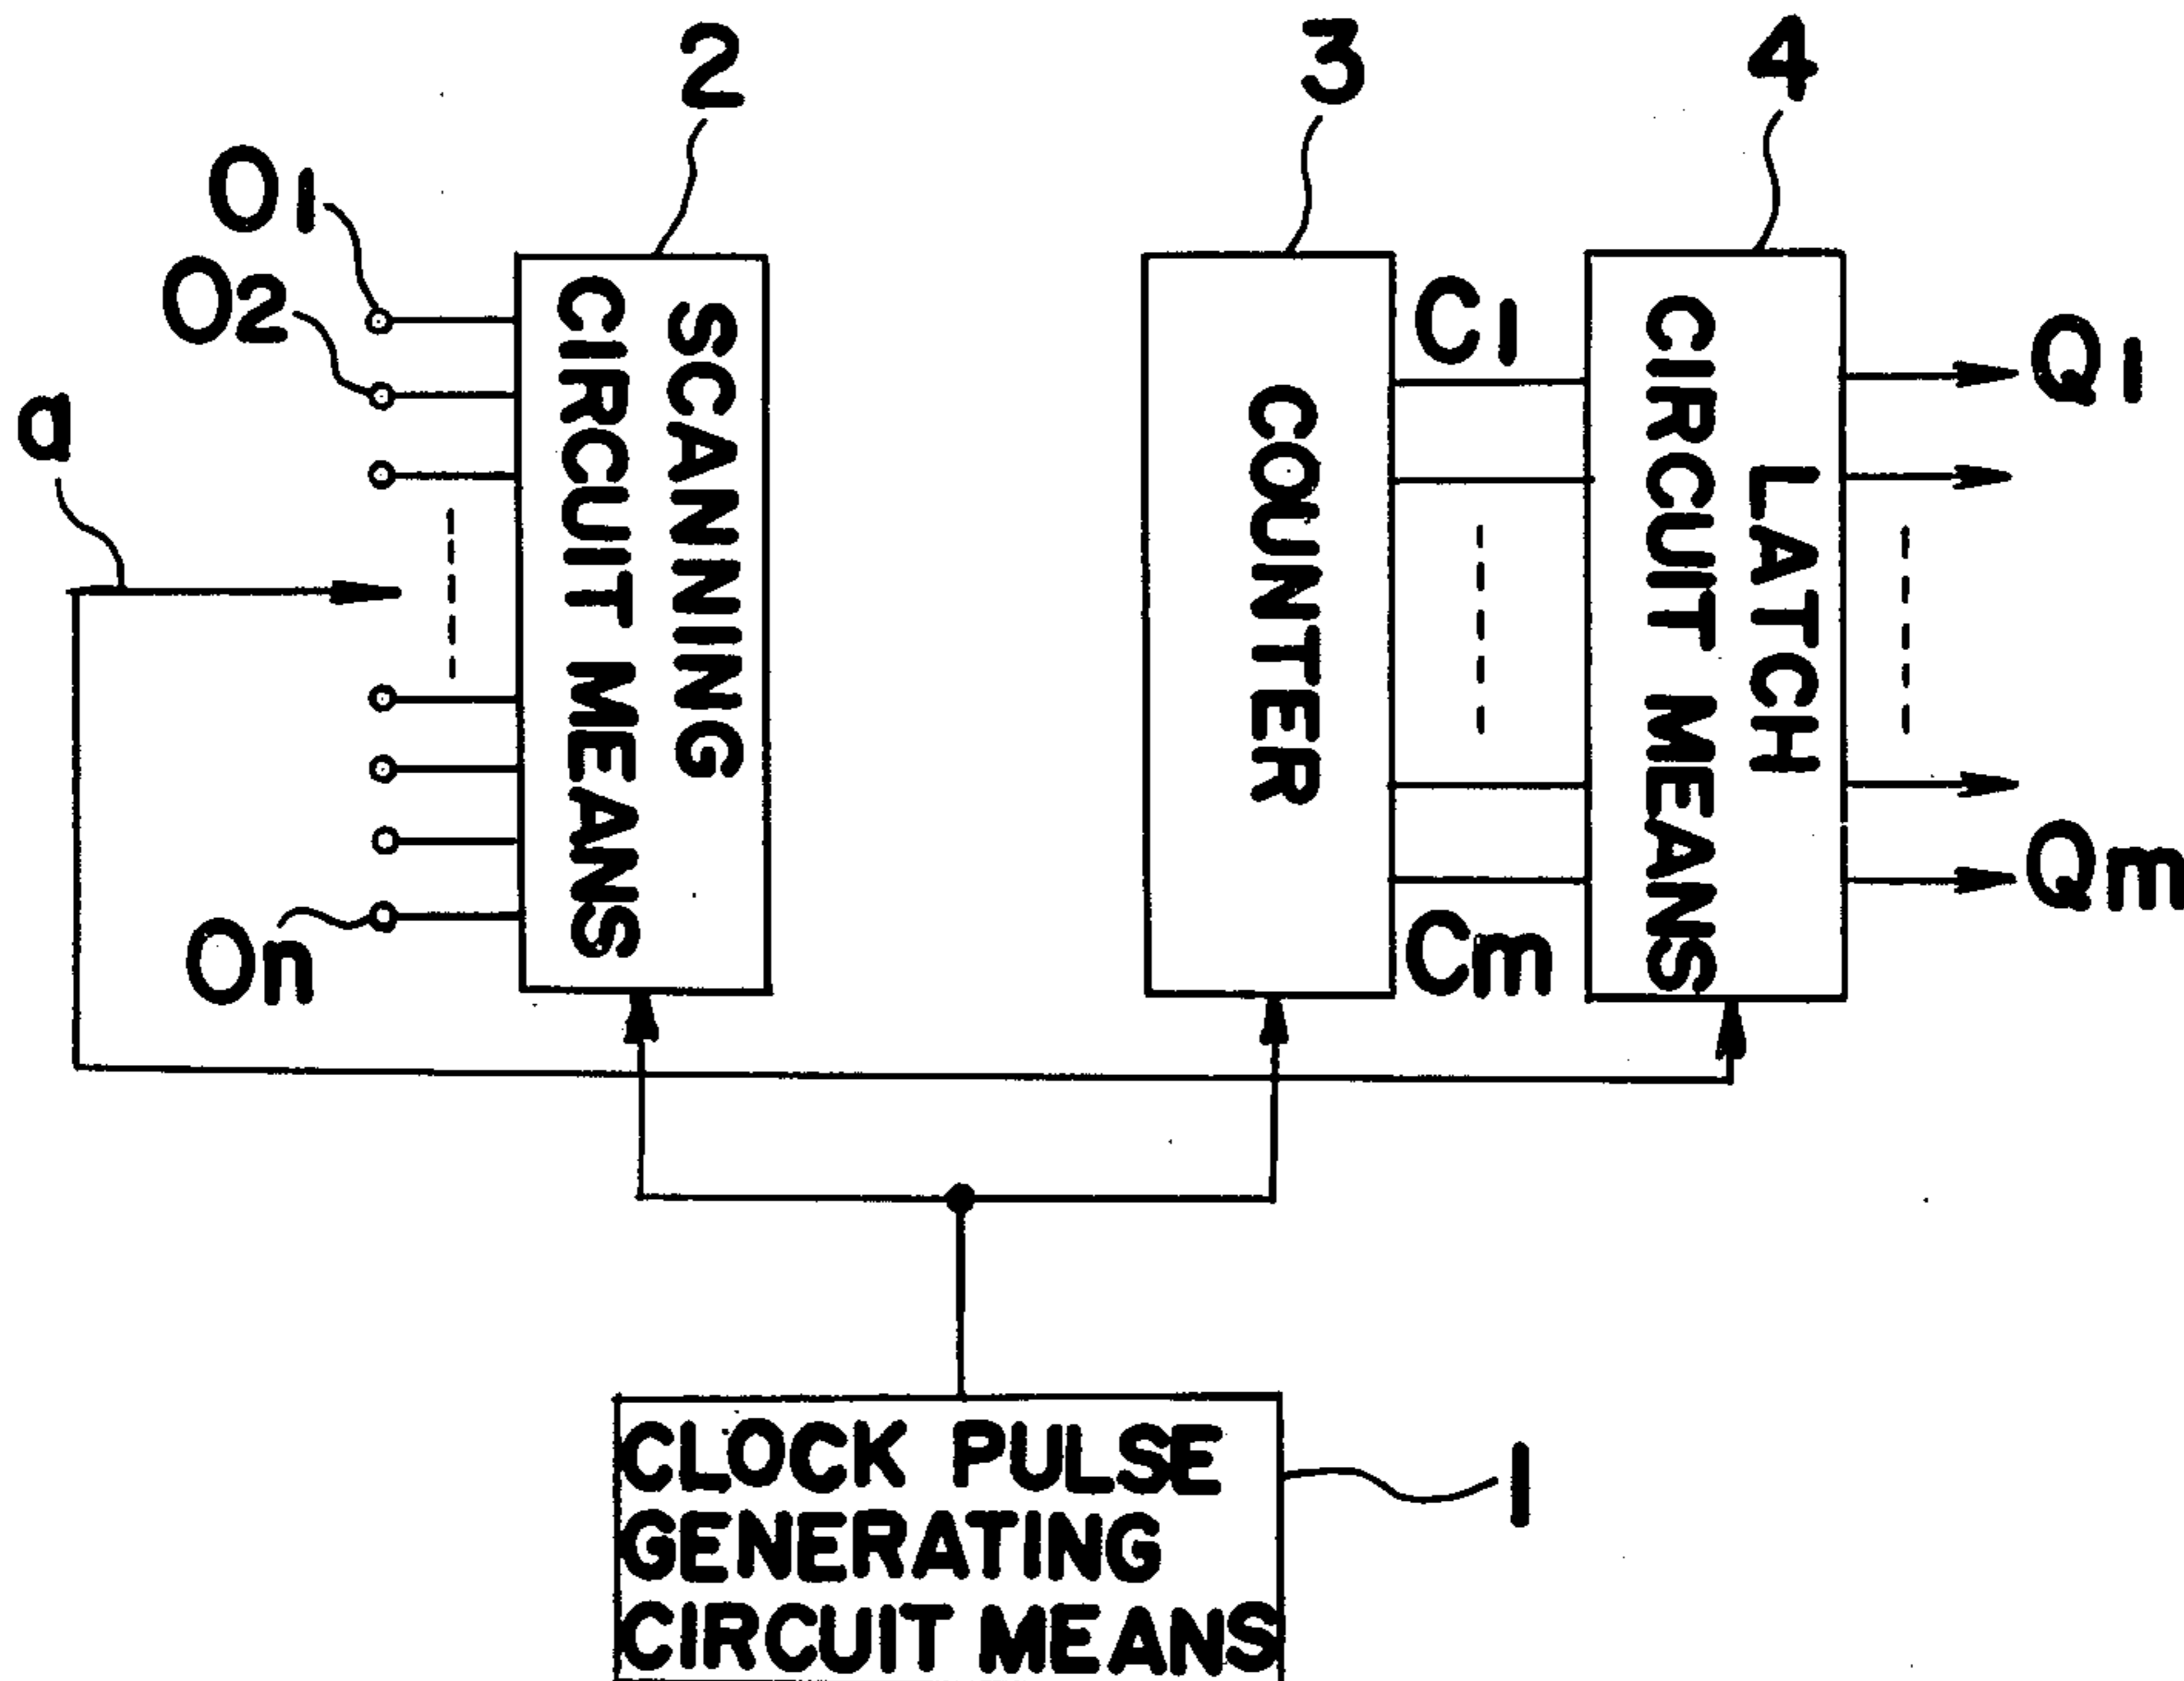 2
3
4
O1
O2
a
On
SCANNING
CIRCUIT MEANS
COUNTER
C1
Cm
LATCH
CIRCUIT MEANS
Q1
Qm
CLOCK PULSE
GENERATING
CIRCUIT MEANS
1